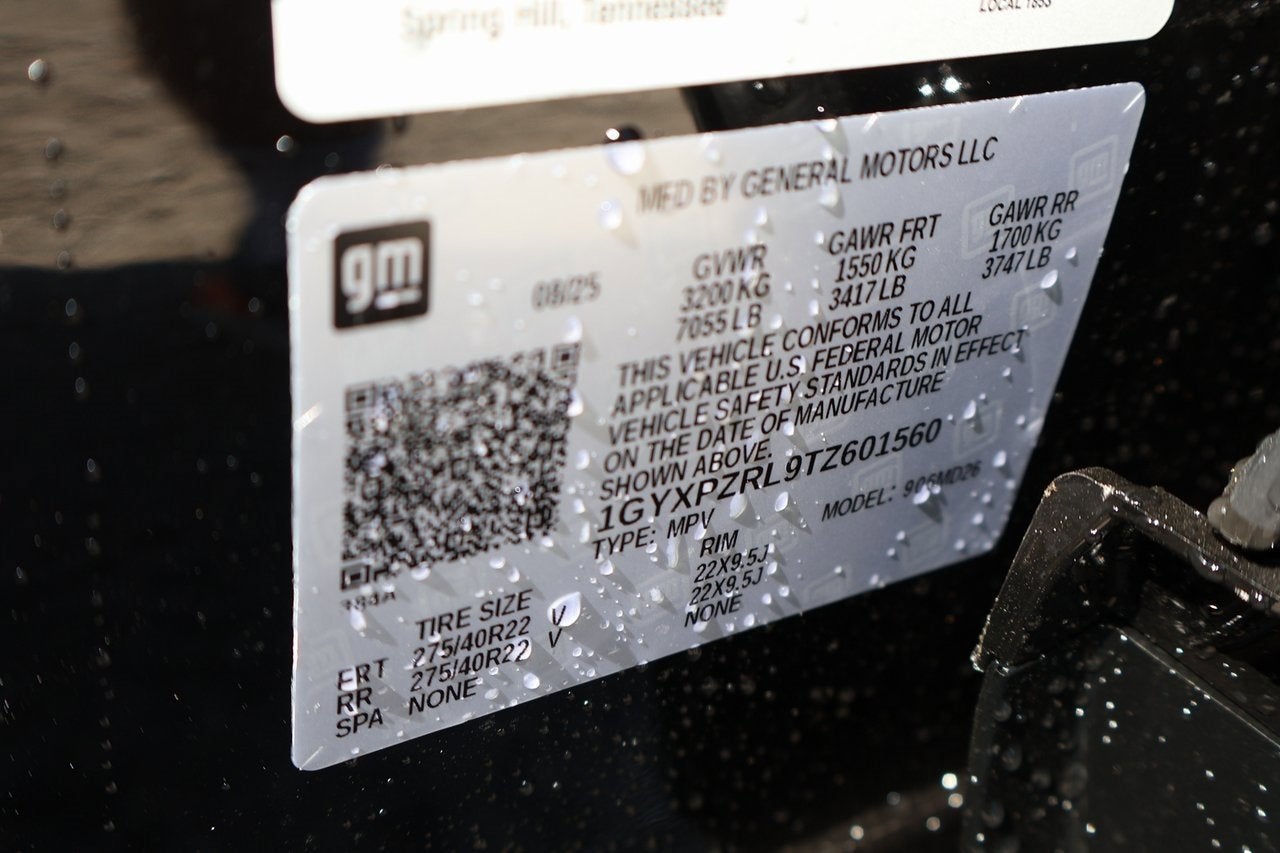 Spring Hill, Tennessee
LOCAL 1853
MFD BY GENERAL MOTORS LLC
gm
08/25
GVWR
3200 KG
7055 LB
GAWR FRT
1550 KG
3417 LB
GAWR RR
1700 KG
3747 LB
THIS VEHICLE CONFORMS TO ALL
APPLICABLE U.S. FEDERAL MOTOR
VEHICLE SAFETY STANDARDS IN EFFECT
ON THE DATE OF MANUFACTURE
SHOWN ABOVE.
1GYXPZRL9TZ601560
TYPE: MPV MODEL: 906MD26
TIRE SIZE RIM
FRT 275/40R22 V 22X9.5J
RR 275/40R22 V 22X9.5J
SPA NONE NONE